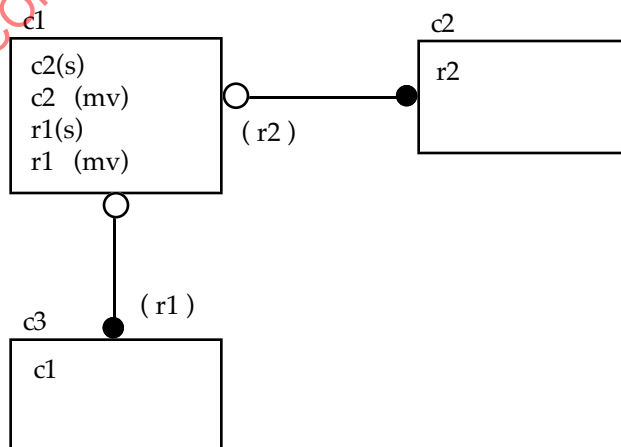 c1
c2(s)
c2 (mv)
r1(s)
r1 (mv)
c2
r2
( r2 )
( r1 )
c3
c1